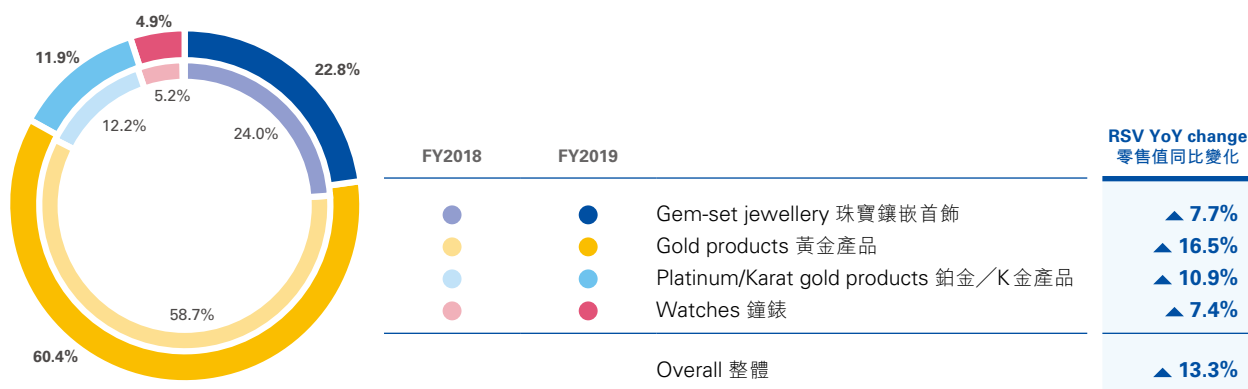 4.9%
11.9%
22.8%
5.2%
12.2%
24.0%
58.7%
60.4%
RSV YoY change
零售值同比變化
FY2018 FY2019
Gem-set jewellery 珠寶鑲嵌首飾 ▲ 7.7%
Gold products 黃金產品 ▲ 16.5%
Platinum/Karat gold products 鉑金／K金產品 ▲ 10.9%
Watches 鐘錶 ▲ 7.4%
Overall 整體 ▲ 13.3%